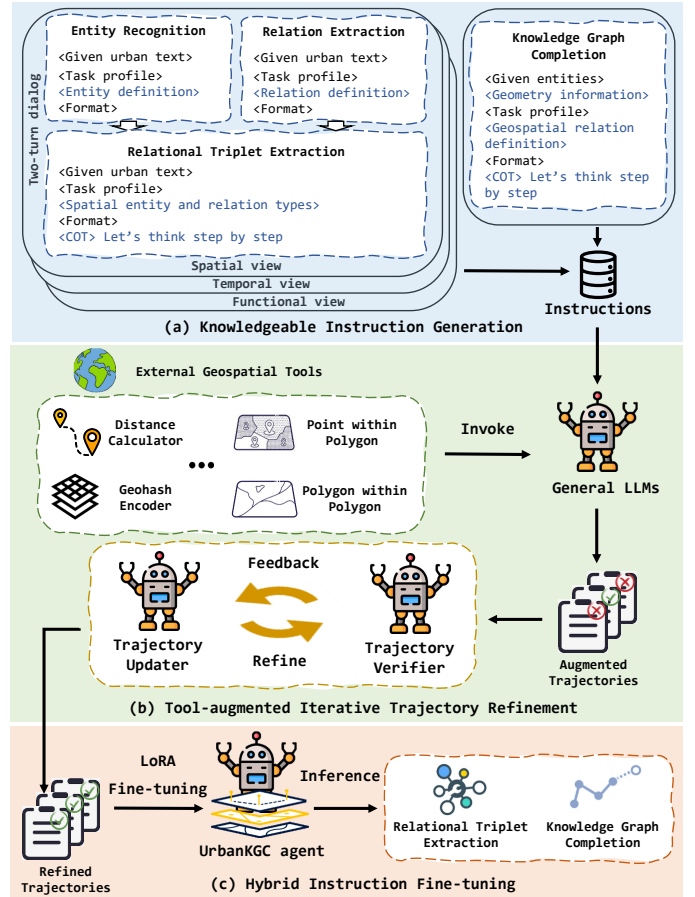 Two-turn dialog
Entity Recognition
<Given urban text>
<Task profile>
<Entity definition>
<Format>
Relation Extraction
<Given urban text>
<Task profile>
<Relation definition>
<Format>
Relational Triplet Extraction
<Given urban text>
<Task profile>
<Spatial entity and relation types>
<Format>
<COT> Let's think step by step
Spatial view
Temporal view
Functional view
Knowledge Graph
Completion
<Given entities>
<Geometry information>
<Task profile>
<Geospatial relation
definition>
<Format>
<COT> Let's think step
by step
Instructions
(a) Knowledgeable Instruction Generation
External Geospatial Tools
Distance
Calculator
Point within
Polygon
Geohash
Encoder
Polygon within
Polygon
Invoke
General LLMs
Feedback
Refine
Trajectory
Updater
Trajectory
Verifier
Augmented
Trajectories
(b) Tool-augmented Iterative Trajectory Refinement
Refined
Trajectories
LoRA
Fine-tuning
UrbanKGC agent
Inference
Relational Triplet
Extraction
Knowledge Graph
Completion
(c) Hybrid Instruction Fine-tuning